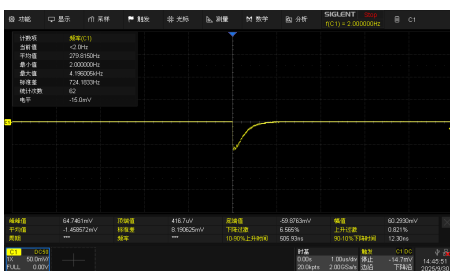 功能 显示 采样 触发 光标 测量 M 数学 分析 SIGLENT Stop f(C1) = 2.000000Hz C1
计数项 频率(C1)
当前值 <2.0Hz
平均值 279.8150Hz
最小值 2.000000Hz
最大值 4.196005kHz
标准差 724.1833Hz
统计次数 62
电平 -15.0mV
C1
峰峰值 64.7461mV 顶端值 416.7uV 底端值 -59.8763mV 幅值 60.2930mV
平均值 -1.458572mV 标准差 8.190625mV 下降过激 6.565% 上升过激 0.821%
周期 *** 频率 *** 10-90%上升时间 505.93ns 90-10%下降时间 12.30ns
C1 DC50 时基 触发 C1 DC
1X 50.0mV/ 0.00s 1.00us/div 停止 -14.7mV 14:45:51
FULL 0.00V 20.0kpts 2.00GSa/s 边沿 下降沿 2025/9/